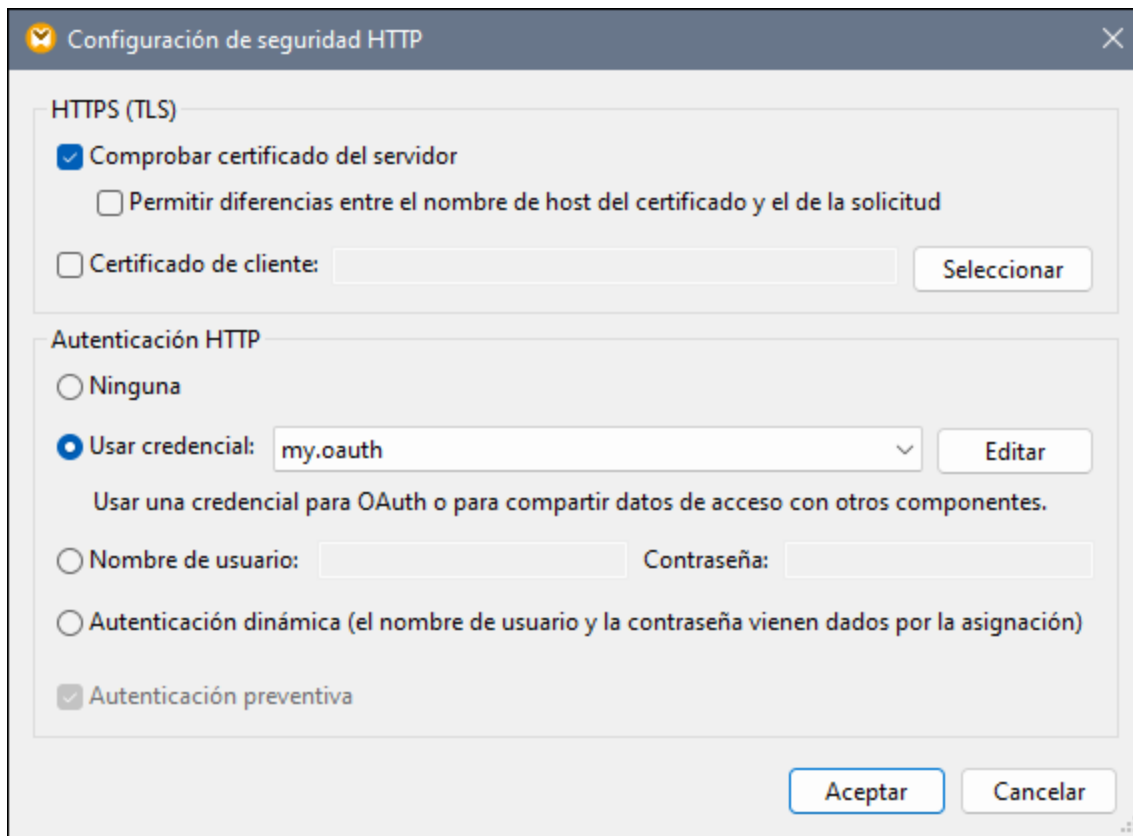 Configuración de seguridad HTTP
HTTPS (TLS)
Comprobar certificado del servidor
Permitir diferencias entre el nombre de host del certificado y el de la solicitud
Certificado de cliente:
Seleccionar
Autenticación HTTP
Ninguna
Usar credencial: my.oauth Editar
Usar una credencial para OAuth o para compartir datos de acceso con otros componentes.
Nombre de usuario: Contraseña:
Autenticación dinámica (el nombre de usuario y la contraseña vienen dados por la asignación)
Autenticación preventiva
Aceptar Cancelar